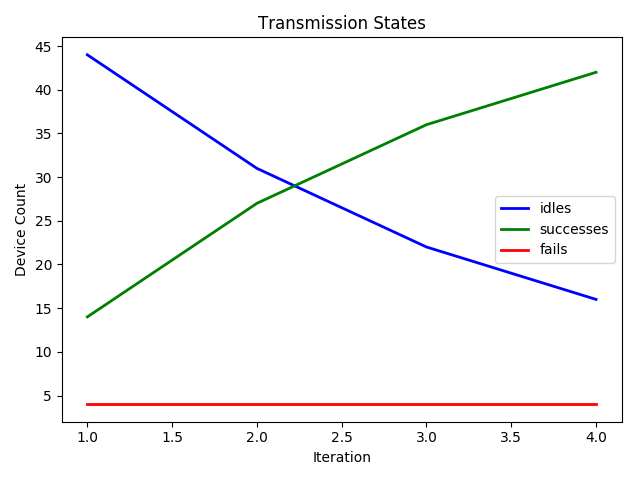 Transmission States
45
40
35
30
25
20
15
10
5
Device Count
idles
successes
fails
1.0 1.5 2.0 2.5 3.0 3.5 4.0
Iteration